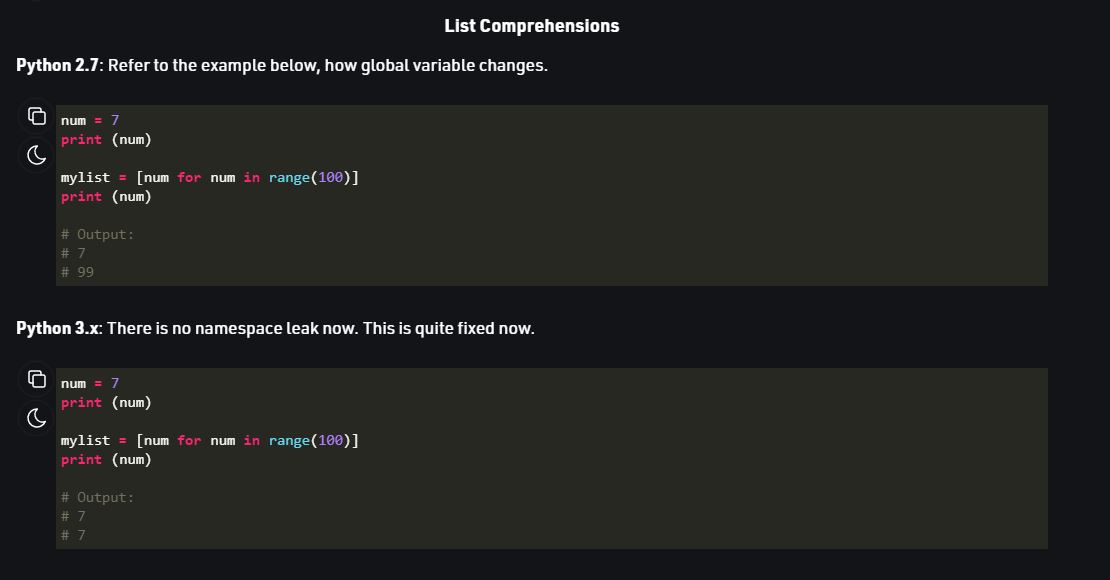 List Comprehensions
Python 2.7: Refer to the example below, how global variable changes.
num = 7
print (num)
mylist = [num for num in range(100)]
print (num)
# Output:
# 7
# 99
Python 3.x: There is no namespace leak now. This is quite fixed now.
num = 7
print (num)
mylist = [num for num in range(100)]
print (num)
# Output:
# 7
# 7